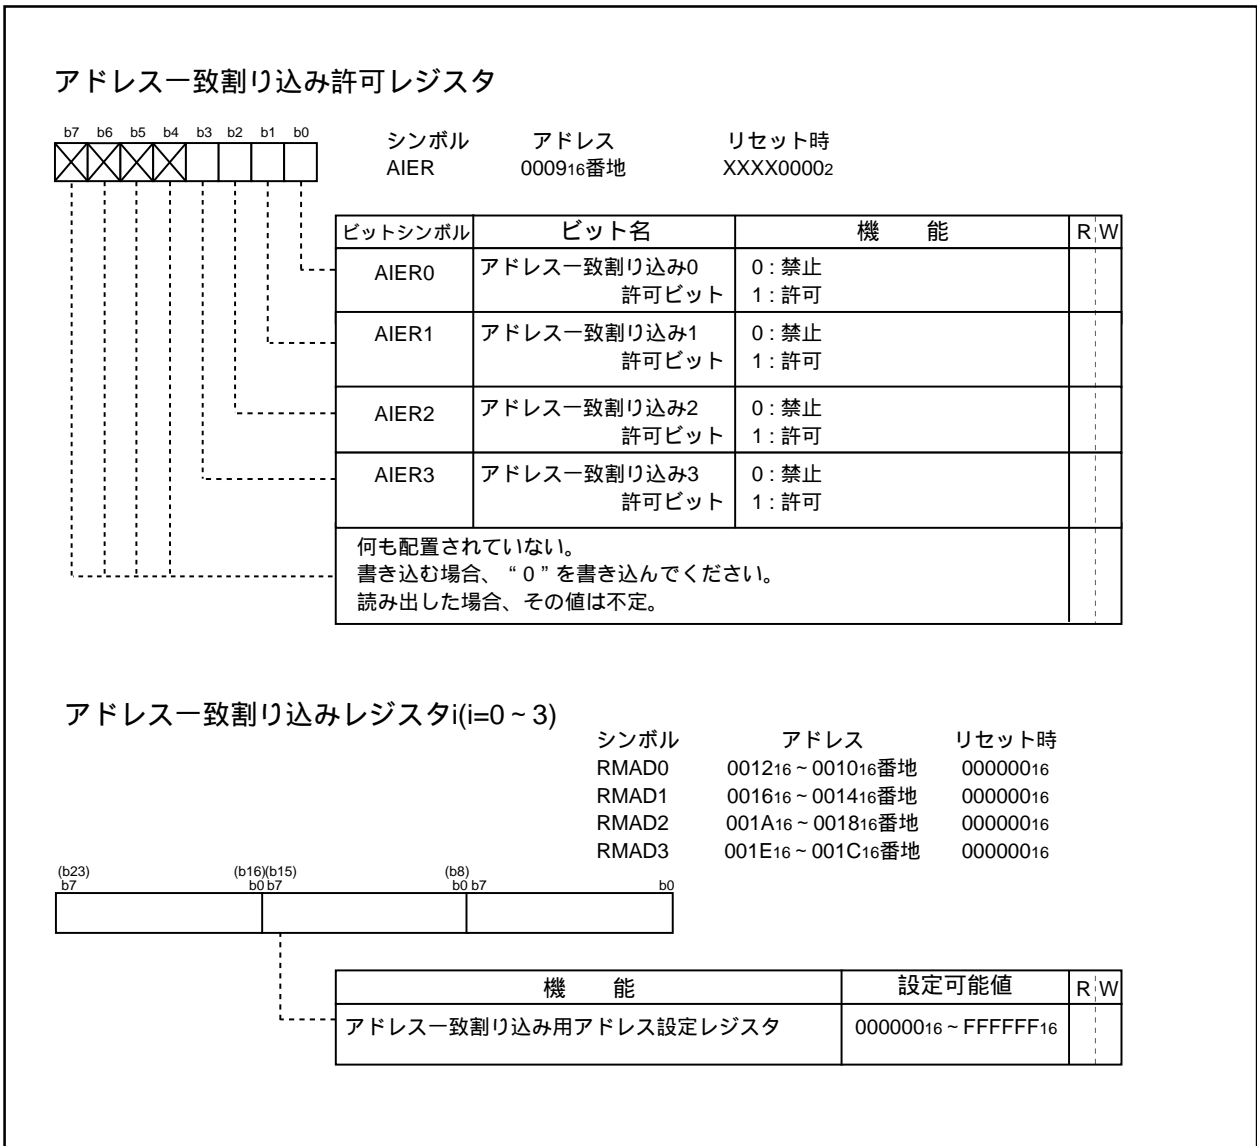 アドレス一致割り込み許可レジスタ
b7 b6 b5 b4 b3 b2 b1 b0
シンボル アドレス リセット時
AIER 000916番地 XXXX00002
ビットシンボル ビット名 機 能 R W
AIER0 アドレス一致割り込み0 0 : 禁止
許可ビット 1 : 許可
AIER1 アドレス一致割り込み1 0 : 禁止
許可ビット 1 : 許可
AIER2 アドレス一致割り込み2 0 : 禁止
許可ビット 1 : 許可
AIER3 アドレス一致割り込み3 0 : 禁止
許可ビット 1 : 許可
何も配置されていない。
書き込む場合、“ 0 ” を書き込んでください。
読み出した場合、その値は不定。
アドレス一致割り込みレジスタi(i=0 ~ 3)
シンボル アドレス リセット時
RMAD0 001216 ~ 001016番地 00000016
RMAD1 001616 ~ 001416番地 00000016
RMAD2 001A16 ~ 001816番地 00000016
RMAD3 001E16 ~ 001C16番地 00000016
(b23) (b16)(b15) (b8)
b7 b0 b7 b0 b7 b0
機 能 設定可能値 R W
アドレス一致割り込み用アドレス設定レジスタ 00000016 ~ FFFFFF16